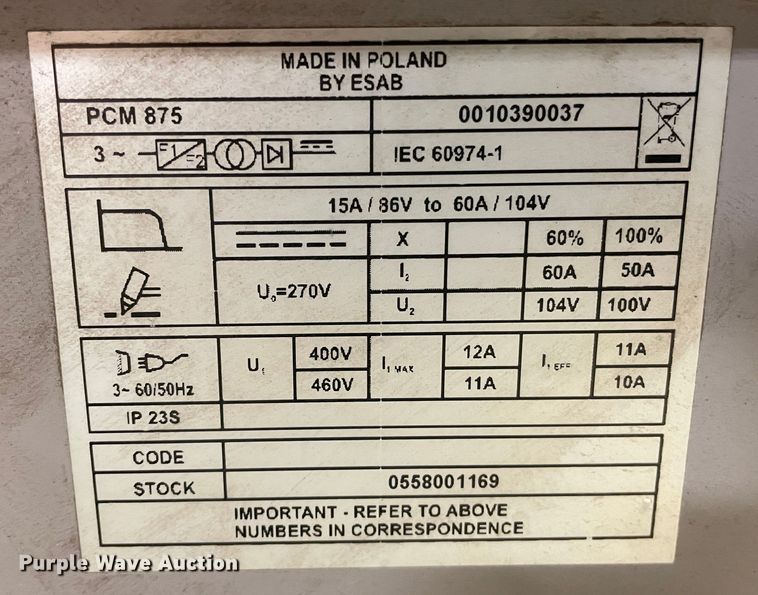 MADE IN POLAND
BY ESAB
PCM 875 0010390037
3 ~ F1 F2 IEC 60974-1
15A / 86V to 60A / 104V
X 60% 100%
U₀=270V I₂ 60A 50A
U₂ 104V 100V
3~ 60/50Hz U₁ 400V I₁ MAX 12A I₁ EFF 11A
460V 11A 10A
IP 23S
CODE
STOCK 0558001169
IMPORTANT - REFER TO ABOVE
NUMBERS IN CORRESPONDENCE
Purple Wave Auction